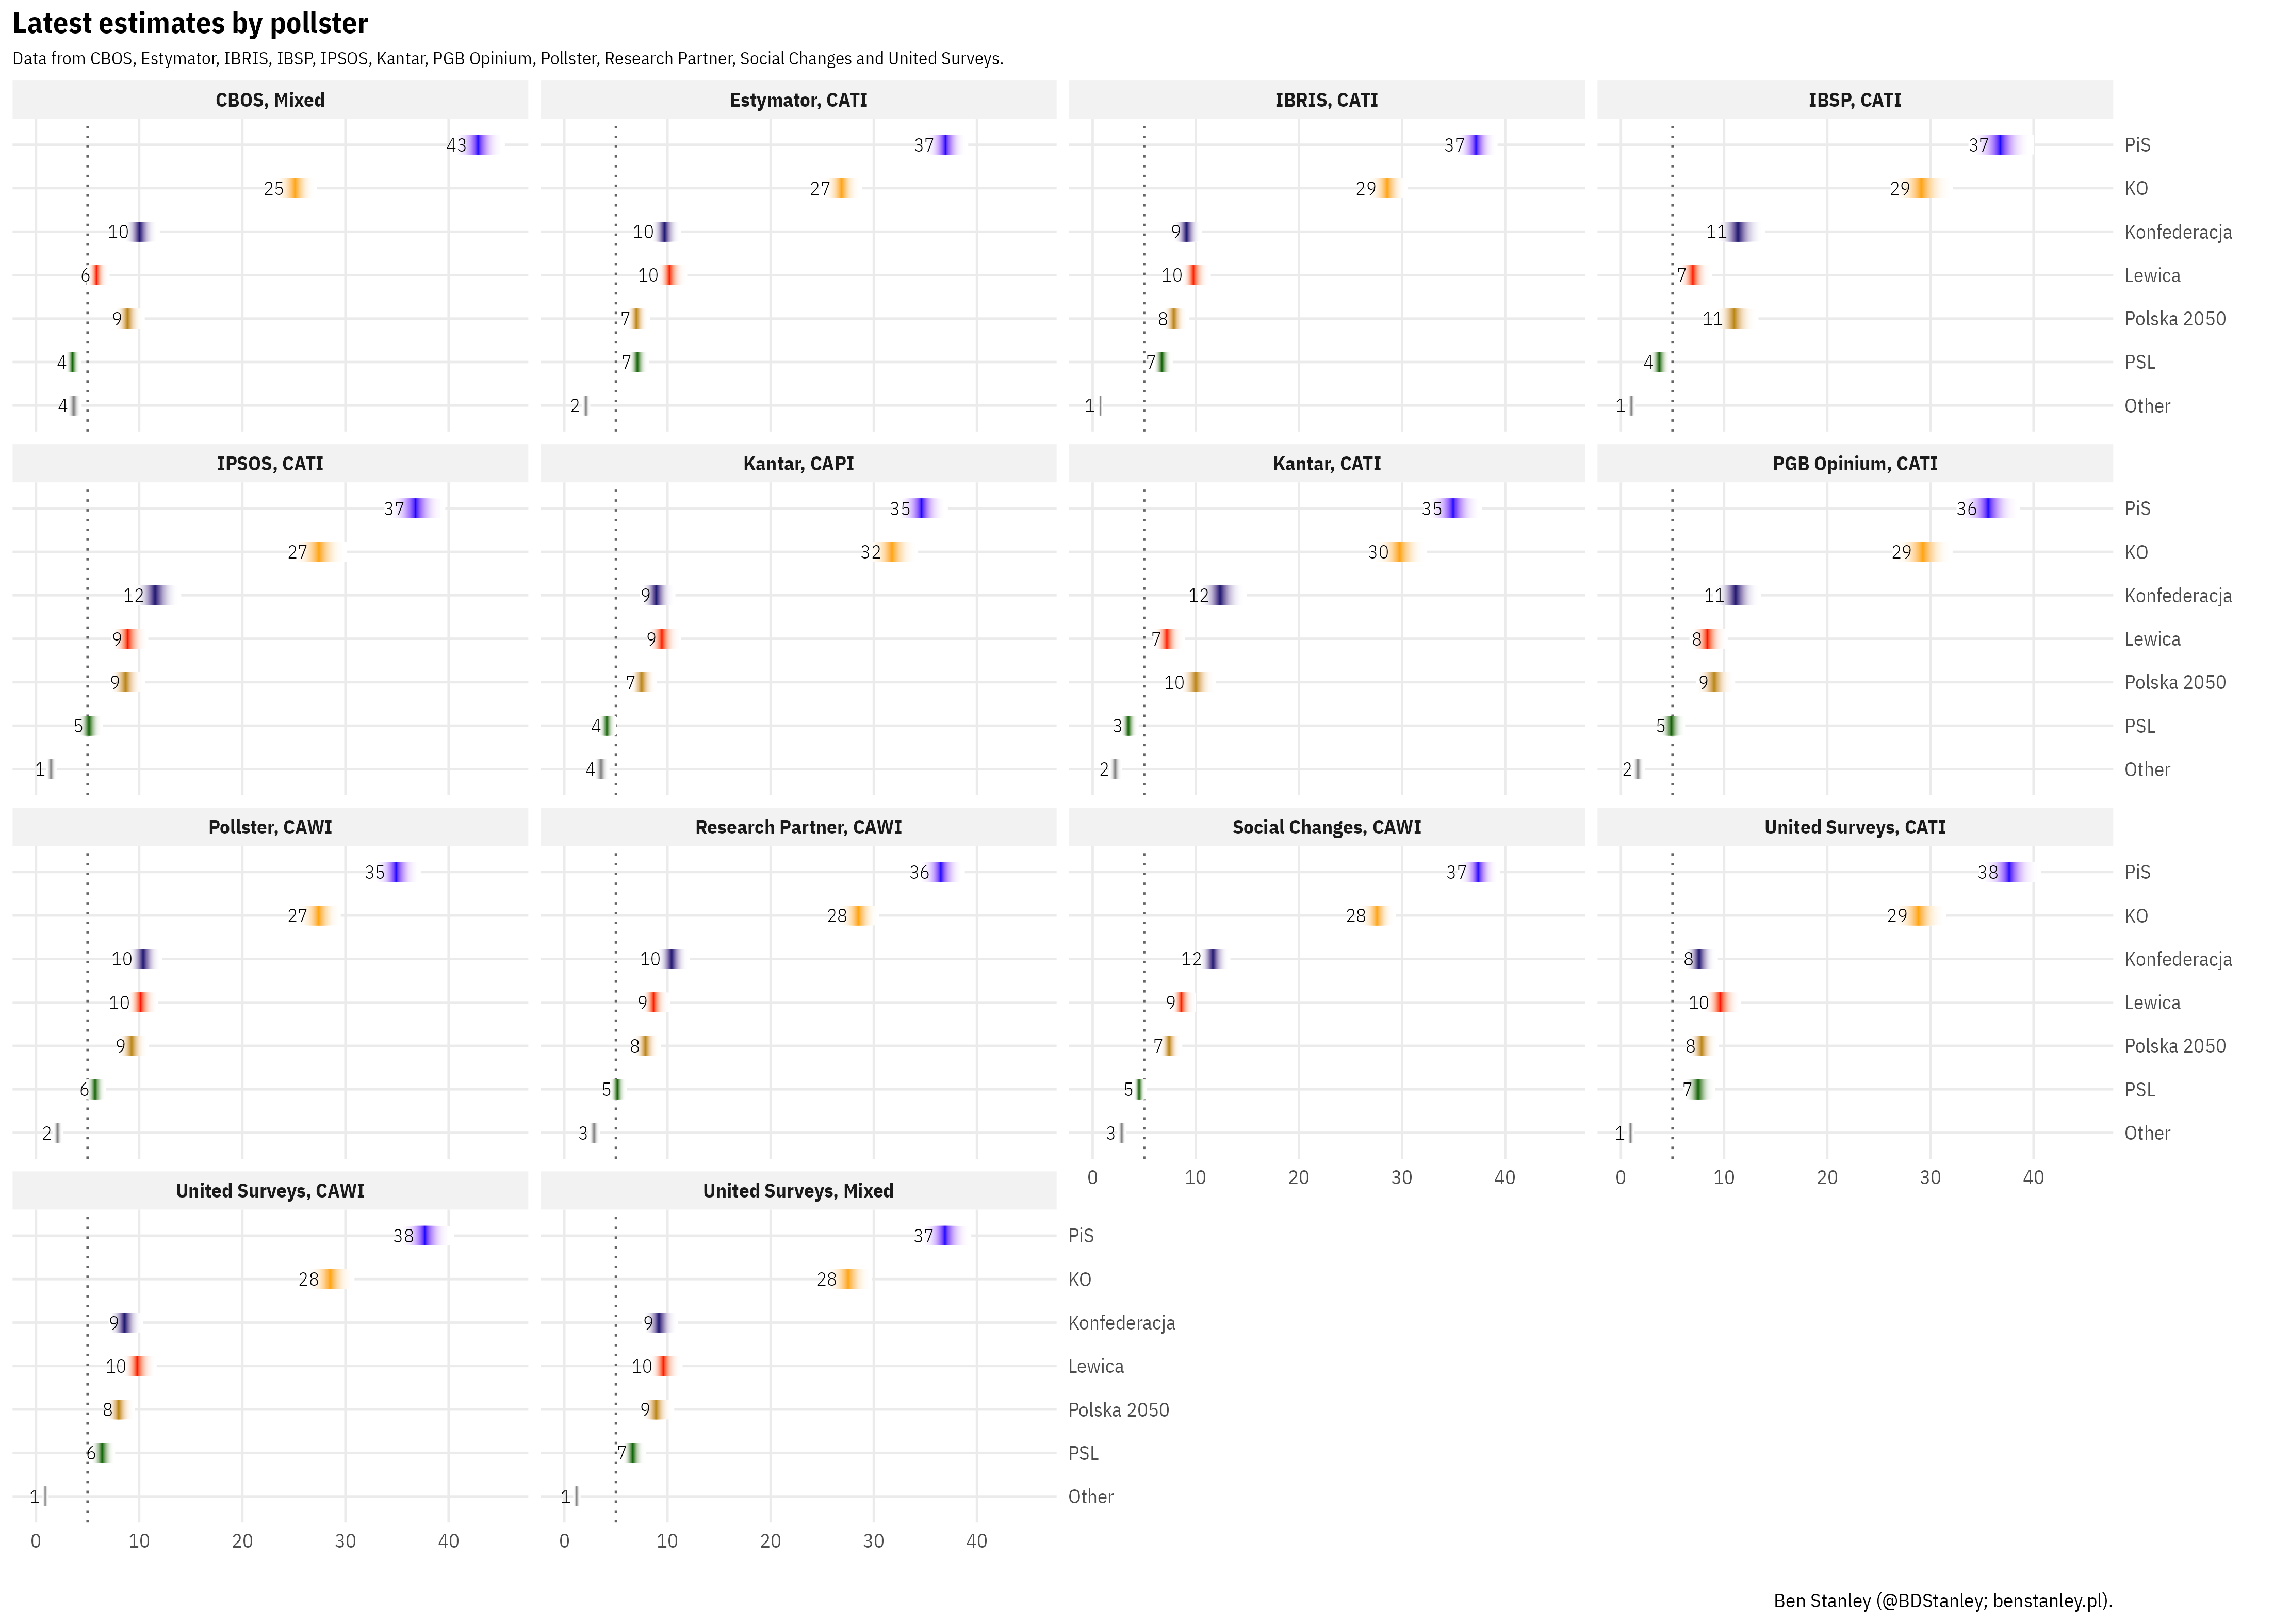 Latest estimates by pollster
Data from CBOS, Estymator, IBRIS, IBSP, IPSOS, Kantar, PGB Opinium, Pollster, Research Partner, Social Changes and United Surveys.
CBOS, Mixed Estymator, CATI IBRIS, CATI IBSP, CATI
43 37 37 37 PiS
25 27 29 29 KO
10 10 9 11 Konfederacja
6 10 10 7 Lewica
9 7 8 11 Polska 2050
4 7 7 4 PSL
4 2 1 1 Other
IPSOS, CATI Kantar, CAPI Kantar, CATI PGB Opinium, CATI
37 35 35 36 PiS
27 32 30 29 KO
12 9 12 11 Konfederacja
9 9 7 8 Lewica
9 7 10 9 Polska 2050
5 4 3 5 PSL
1 4 2 2 Other
Pollster, CAWI Research Partner, CAWI Social Changes, CAWI United Surveys, CATI
35 36 37 38 PiS
27 28 28 29 KO
10 10 12 8 Konfederacja
10 9 9 10 Lewica
9 8 7 8 Polska 2050
6 5 5 7 PSL
2 3 3 1 Other
0 10 20 30 40 0 10 20 30 40
United Surveys, CAWI United Surveys, Mixed
38 37 PiS
28 28 KO
9 9 Konfederacja
10 10 Lewica
8 9 Polska 2050
6 7 PSL
1 1 Other
0 10 20 30 40 0 10 20 30 40
Ben Stanley (@BDStanley; benstanley.pl).